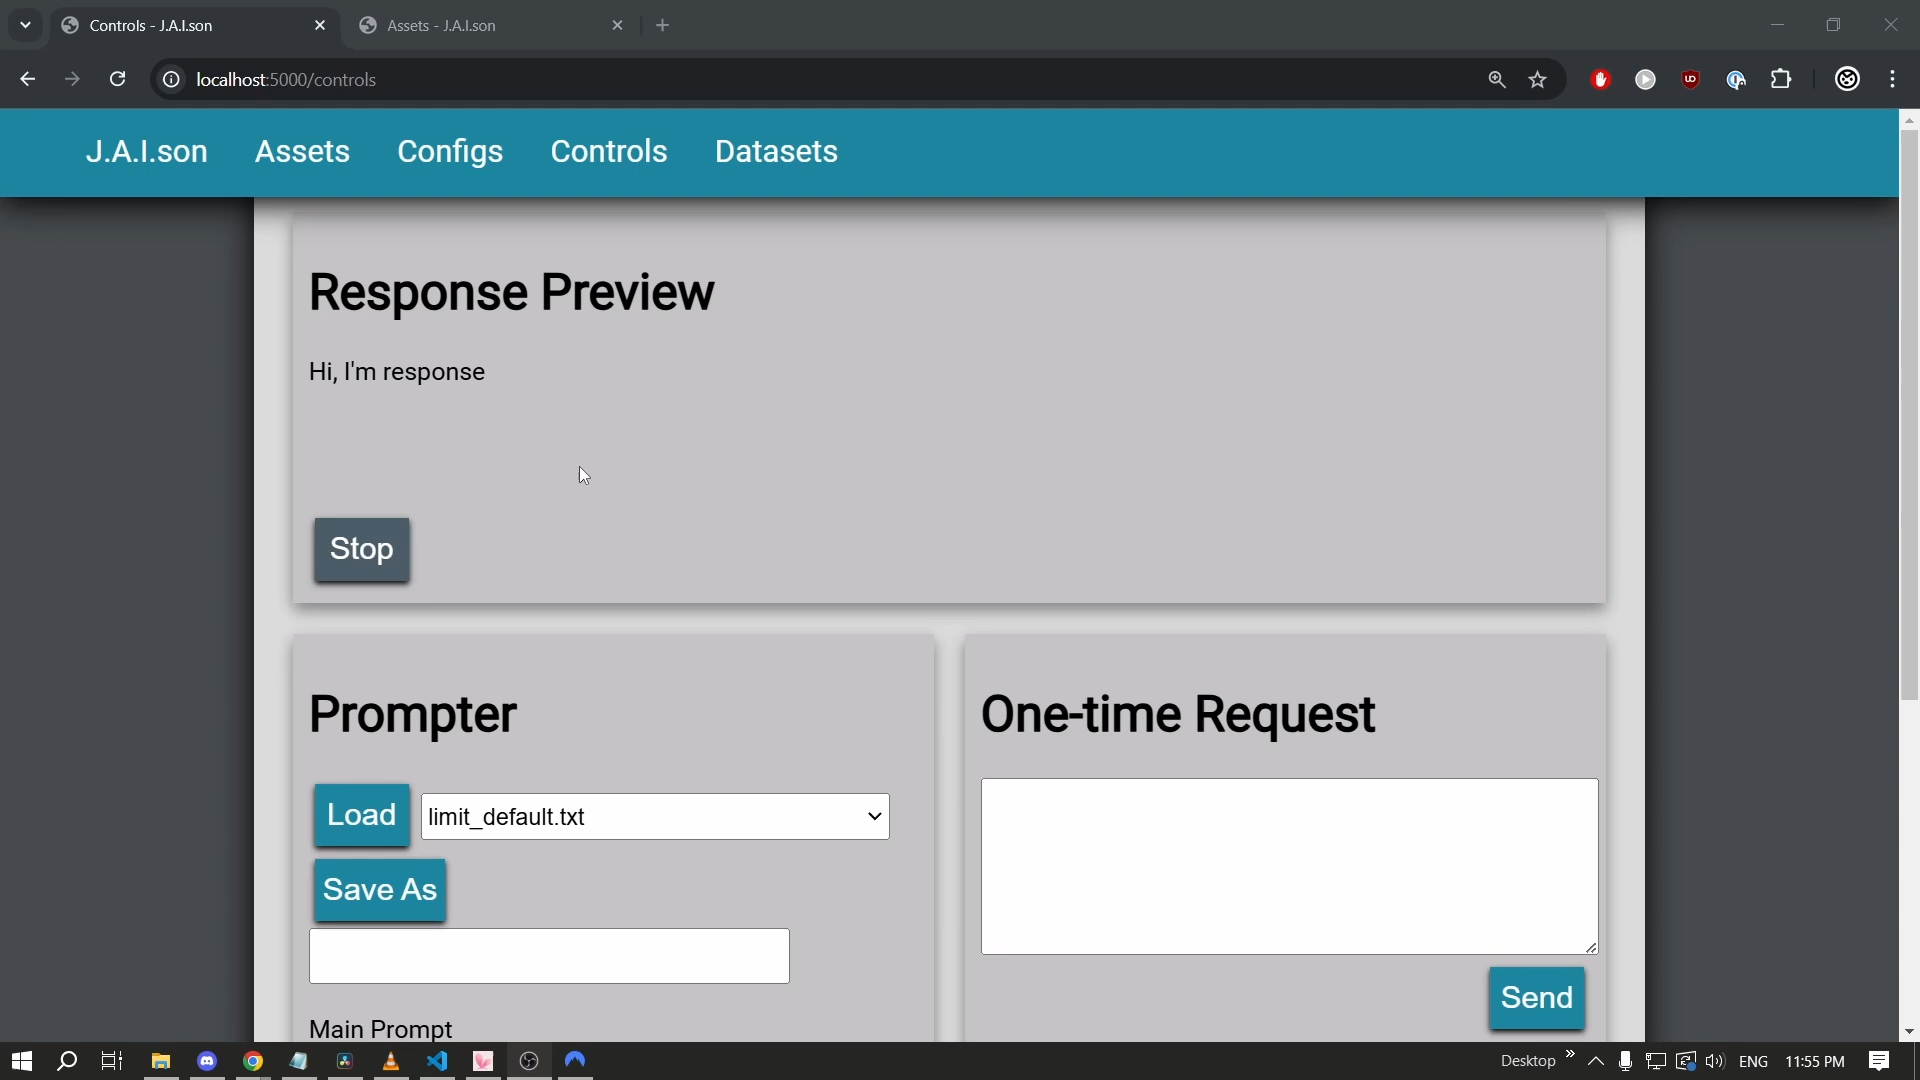 Controls - J.A.I.son
Assets - J.A.I.son
localhost:5000/controls
J.A.I.son Assets Configs Controls Datasets
Response Preview
Hi, I'm response
Stop
Prompter
One-time Request
Load limit_default.txt
Save As
Send
Main Prompt
Desktop » ENG 11:55 PM